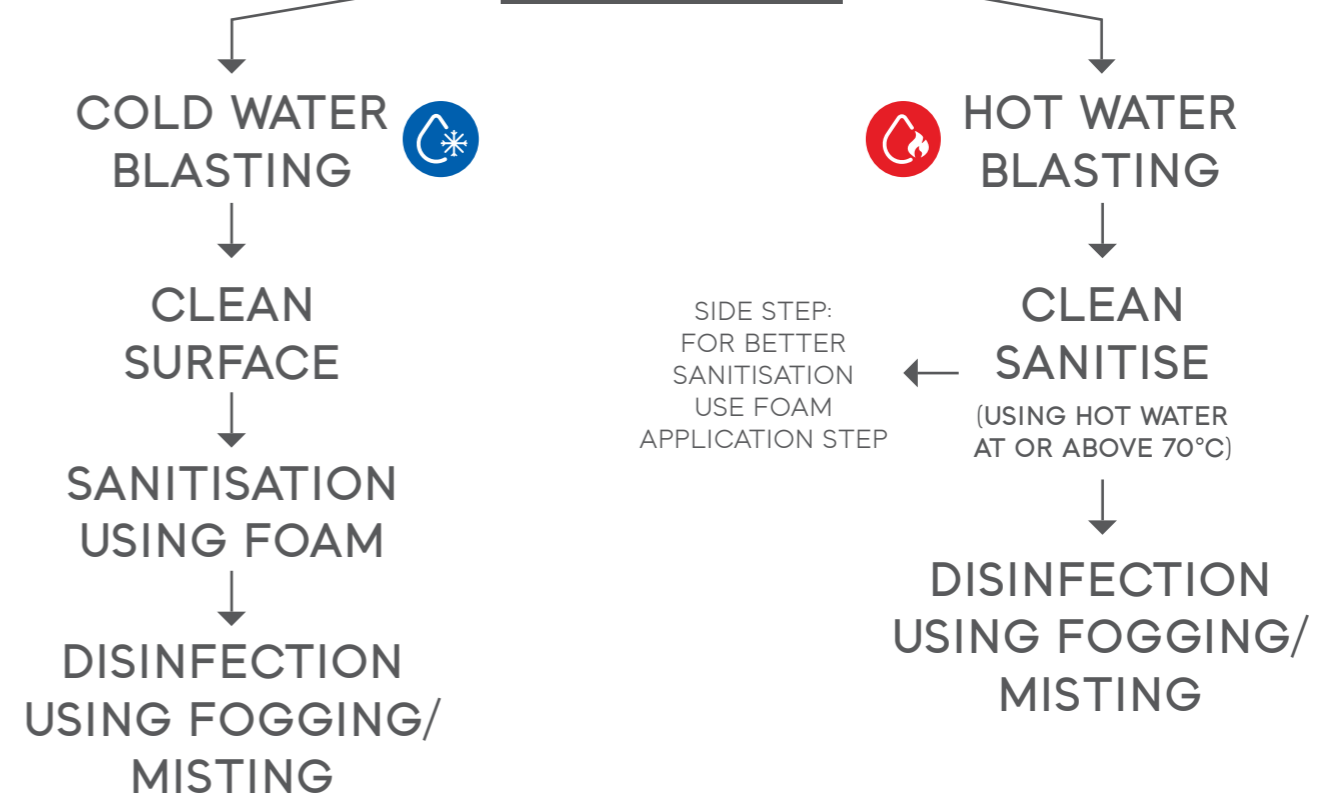 COLD WATER
BLASTING
CLEAN
SURFACE
SANITISATION
USING FOAM
DISINFECTION
USING FOGGING/
MISTING
HOT WATER
BLASTING
CLEAN
SANITISE
(USING HOT WATER
AT OR ABOVE 70°C)
SIDE STEP:
FOR BETTER
SANITISATION
USE FOAM
APPLICATION STEP
DISINFECTION
USING FOGGING/
MISTING